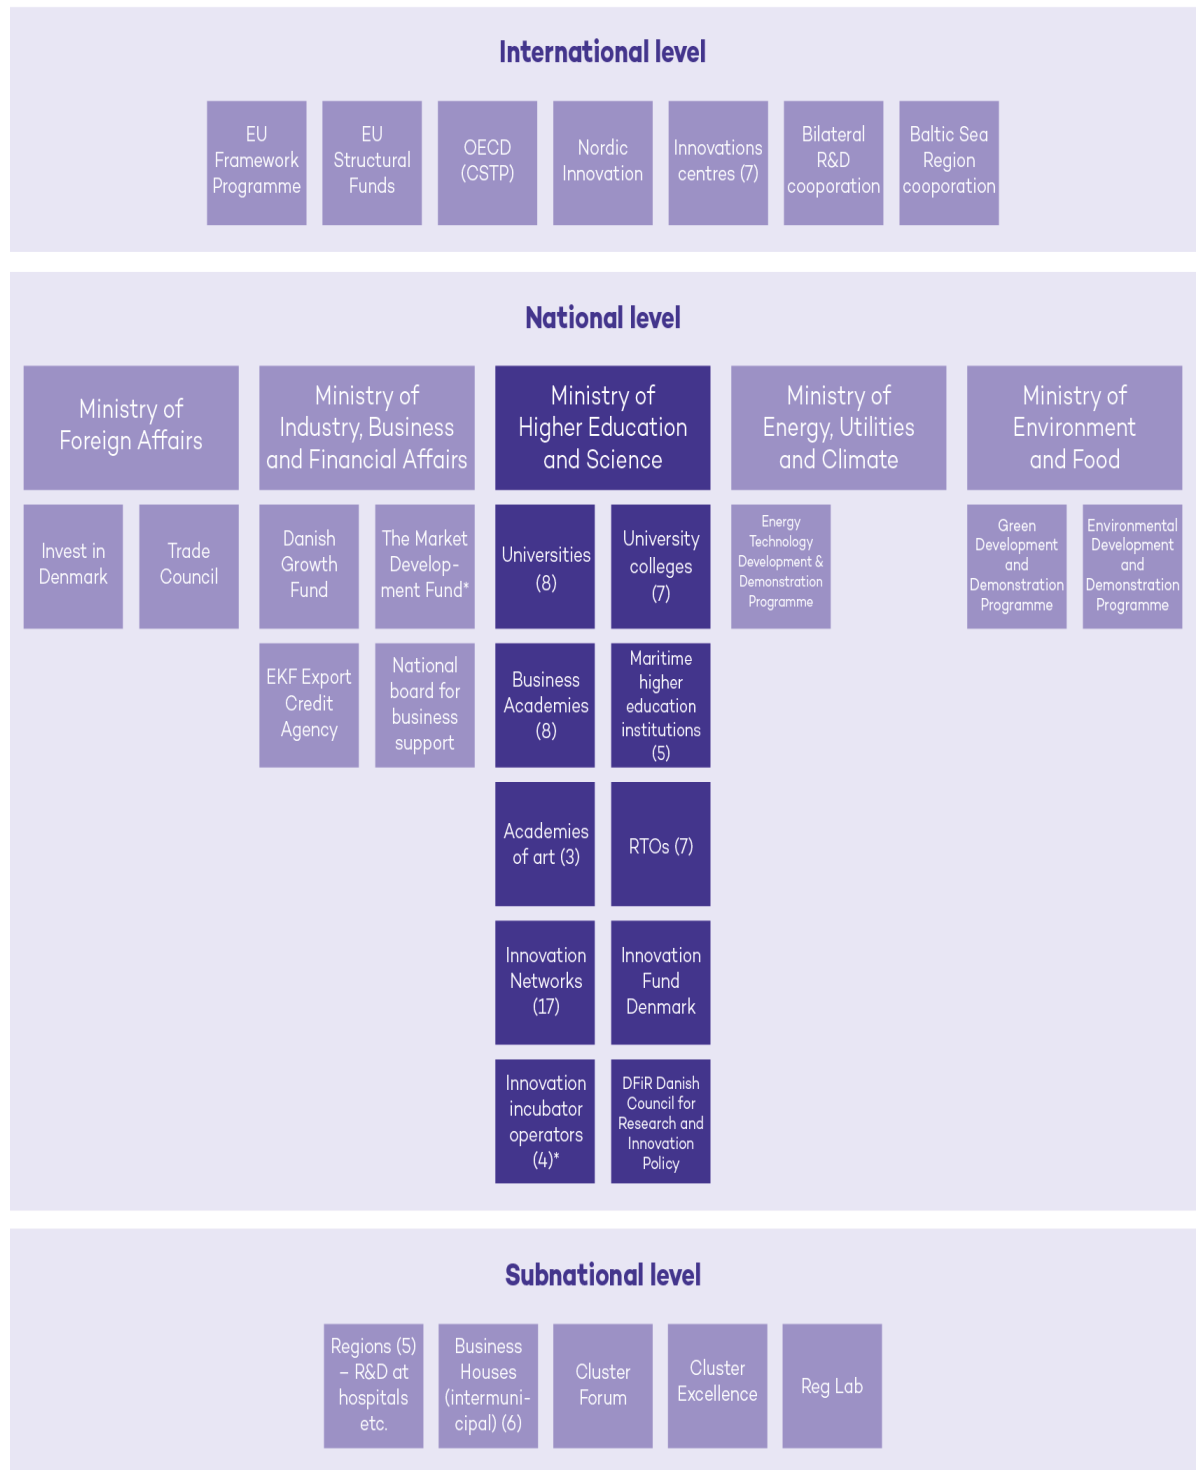 International level
EU
Framework
Programme
EU
Structural
Funds
OECD
(CSTP)
Nordic
Innovation
Innovations
centres (7)
Bilateral
R&D
cooporation
Baltic Sea
Region
cooporation
National level
Ministry of
Foreign Affairs
Ministry of
Industry, Business
and Financial Affairs
Ministry of
Higher Education
and Science
Ministry of
Energy, Utilities
and Climate
Ministry of
Environment
and Food
Invest in
Denmark
Trade
Council
Danish
Growth
Fund
The Market
Develop-
ment Fund*
Universities
(8)
University
colleges
(7)
Energy
Technology
Development &
Demonstration
Programme
Green
Development
and
Demonstration
Programme
Environmental
Development
and
Demonstration
Programme
EKF Export
Credit
Agency
National
board for
business
support
Business
Academies
(8)
Maritime
higher
education
institutions
(5)
Academies
of art (3)
RTOs (7)
Innovation
Networks
(17)
Innovation
Fund
Denmark
Innovation
incubator
operators
(4)*
DFiR Danish
Council for
Research and
Innovation
Policy
Subnational level
Regions (5)
– R&D at
hospitals
etc.
Business
Houses
(intermuni-
cipal) (6)
Cluster
Forum
Cluster
Excellence
Reg Lab